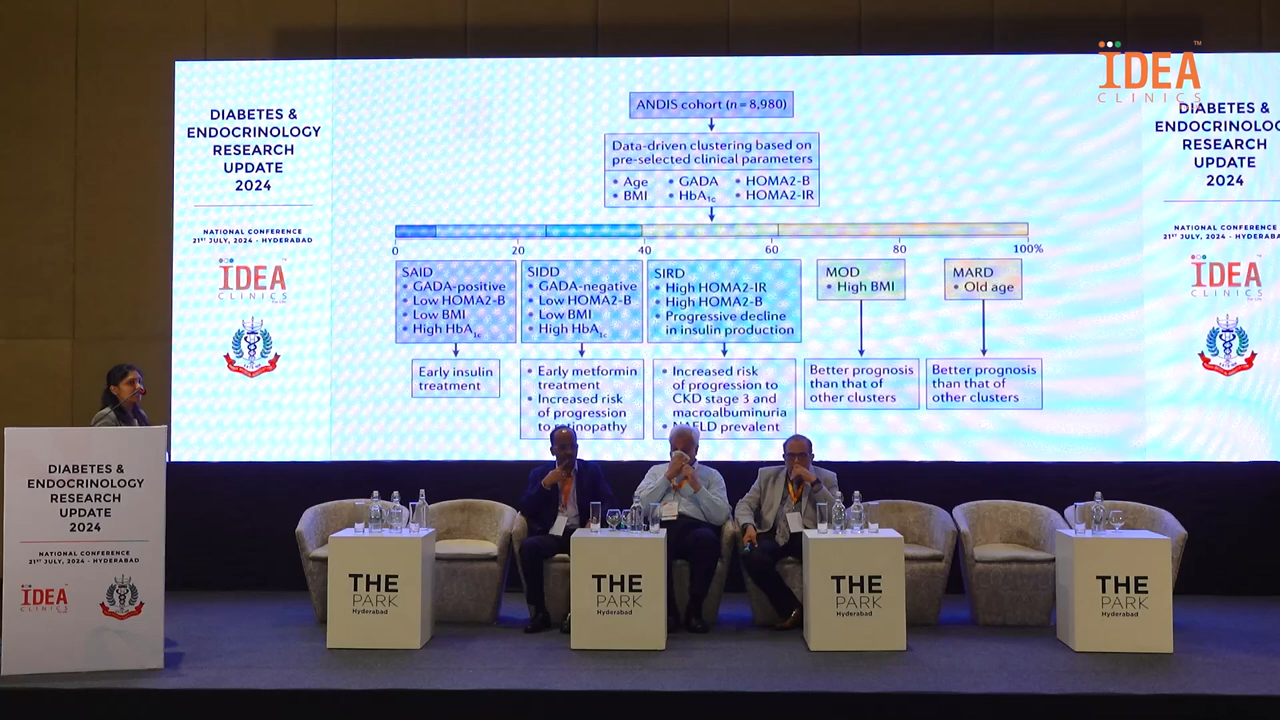 IDEA
CLINICS
TM
DIABETES &
ENDOCRINOLOGY
RESEARCH
UPDATE
2024
NATIONAL CONFERENCE
21ST JULY, 2024 - HYDERABAD
IDEA
CLINICS
ANDIS cohort (n = 8,980)
Data-driven clustering based on
pre-selected clinical parameters
• Age • GADA • HOMA2-B
• BMI • HbA1c • HOMA2-IR
0 20 40 60 80 100%
SAID
• GADA-positive
• Low HOMA2-B
• Low BMI
• High HbA1c
Early insulin
treatment
SIDD
• GADA-negative
• Low HOMA2-B
• Low BMI
• High HbA1c
• Early metformin
treatment
• Increased risk
of progression
to retinopathy
SIRD
• High HOMA2-IR
• High HOMA2-B
• Progressive decline
in insulin production
• Increased risk
of progression to
CKD stage 3 and
macroalbuminuria
• NAFLD prevalent
MOD
• High BMI
Better prognosis
than that of
other clusters
MARD
• Old age
Better prognosis
than that of
other clusters
DIABETES &
ENDOCRINOLOG
RESEARCH
UPDATE
2024
NATIONAL CONFERENCE
21ST JULY, 2024 - HYDERABA
IDEA
CLINICS
DIABETES &
ENDOCRINOLOGY
RESEARCH
UPDATE
2024
NATIONAL CONFERENCE
21ST JULY, 2024 - HYDERABAD
IDEA
CLINICS
THE
PARK
Hyderabad
THE
PARK
Hyderabad
THE
PARK
Hyderabad
THE
PARK
Hyderabad